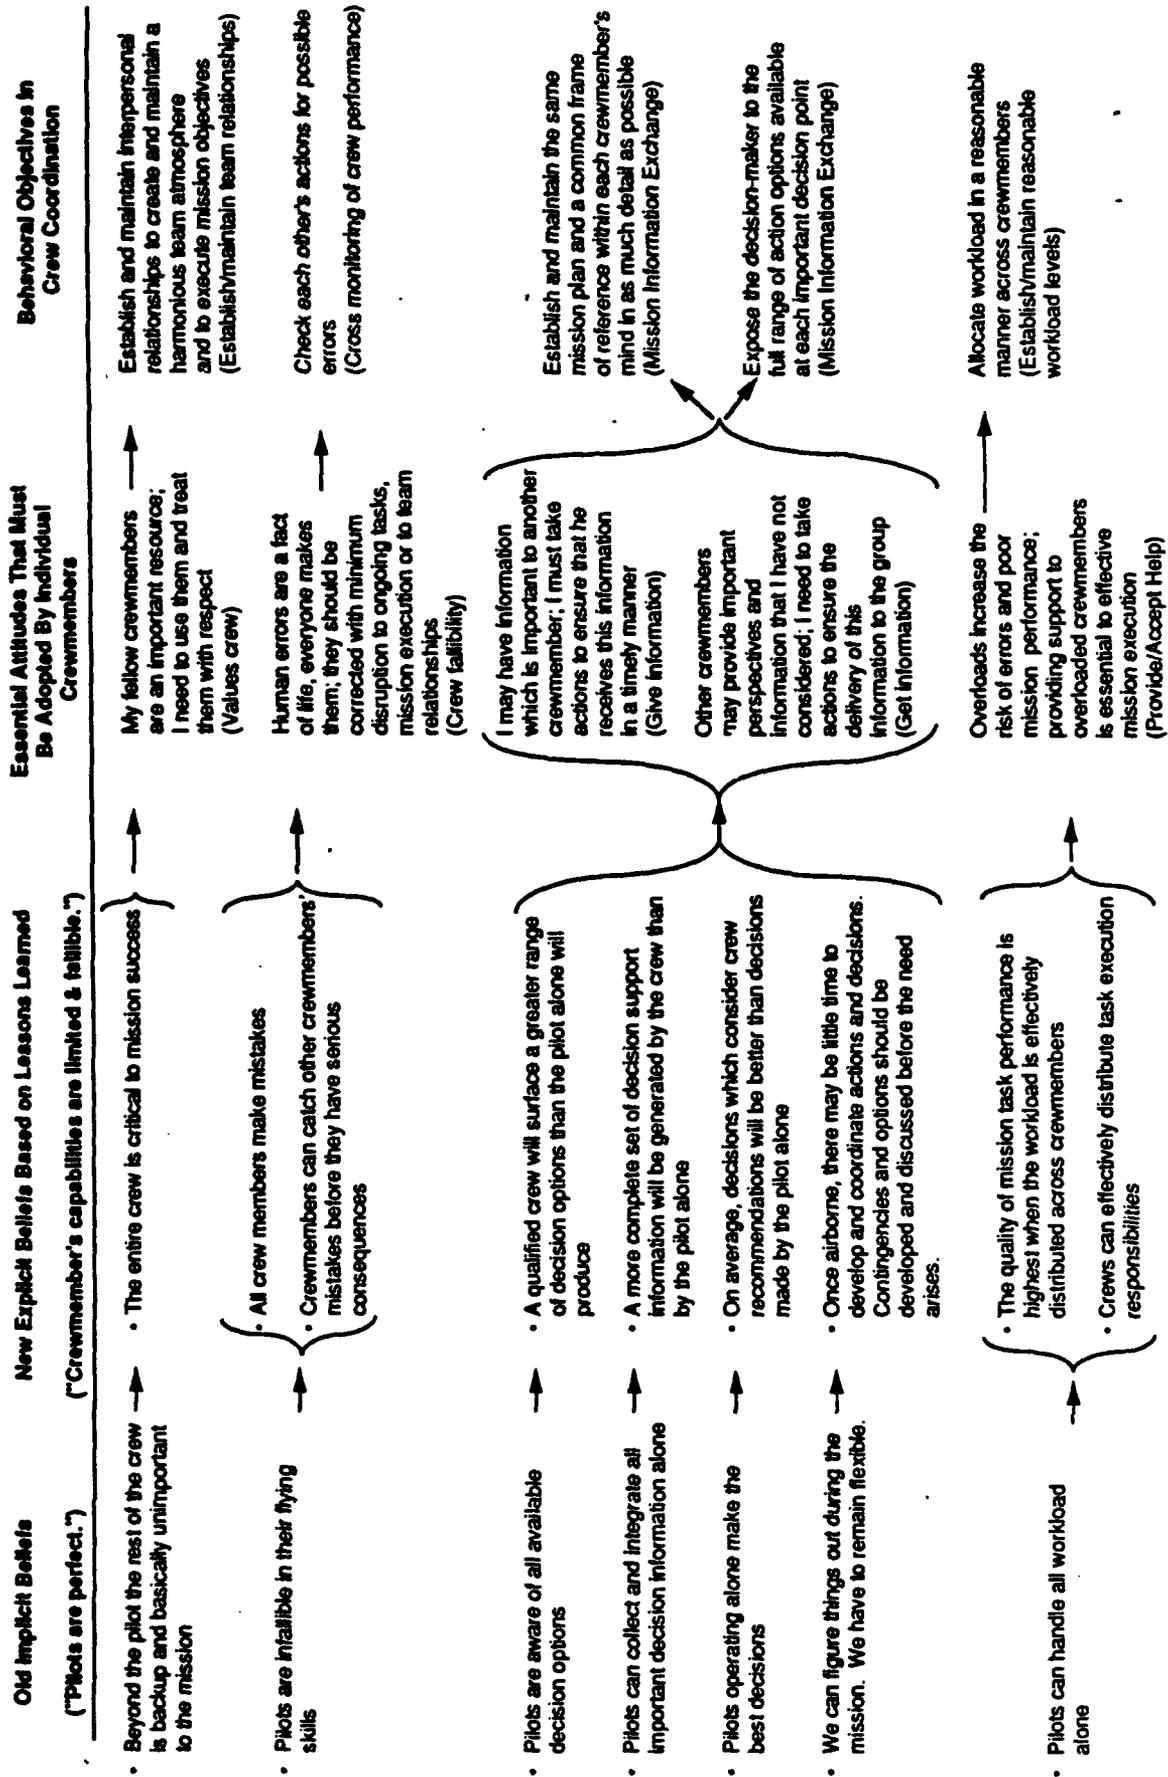 Old Implicit Beliefs
("Pilots are perfect.")
• Beyond the pilot the rest of the crew
is backup and basically unimportant
to the mission
• Pilots are infallible in their flying
skills
• Pilots are aware of all available
decision options
• Pilots can collect and integrate all
important decision information alone
• Pilots operating alone make the
best decisions
• We can figure things out during the
mission. We have to remain flexible.
• Pilots can handle all workload
alone
New Explicit Beliefs Based on Lessons Learned
("Crewmember's capabilities are limited & fallible.")
• The entire crew is critical to mission success
• All crew members make mistakes
• Crewmembers can catch other crewmembers'
mistakes before they have serious
consequences
• A qualified crew will surface a greater range
of decision options than the pilot alone will
produce
• A more complete set of decision support
information will be generated by the crew than
by the pilot alone
• On average, decisions which consider crew
recommendations will be better than decisions
made by the pilot alone
• Once airborne, there may be little time to
develop and coordinate actions and decisions.
Contingencies and options should be
developed and discussed before the need
arises.
• The quality of mission task performance is
highest when the workload is effectively
distributed across crewmembers
• Crews can effectively distribute task execution
responsibilities
Essential Attitudes That Must
Be Adopted By Individual
Crewmembers
My fellow crewmembers
are an important resource;
I need to use them and treat
them with respect
(Values crew)
Human errors are a fact
of life, everyone makes
them; they should be
corrected with minimum
disruption to ongoing tasks,
mission execution or to team
relationships
(Crew fallibility)
I may have information
which is important to another
crewmember; I must take
actions to ensure that he
receives this information
in a timely manner
(Give information)
Other crewmembers
may provide important
perspectives and
information that I have not
considered; I need to take
actions to ensure the
delivery of this
information to the group
(Get information)
Overloads increase the
risk of errors and poor
mission performance;
providing support to
overloaded crewmembers
is essential to effective
mission execution
(Provide/Accept Help)
Behavioral Objectives in
Crew Coordination
Establish and maintain interpersonal
relationships to create and maintain a
harmonious team atmosphere
and to execute mission objectives
(Establish/maintain team relationships)
Check each other's actions for possible
errors
(Cross monitoring of crew performance)
Establish and maintain the same
mission plan and a common frame
of reference within each crewmember's
mind in as much detail as possible
(Mission Information Exchange)
Expose the decision-maker to the
full range of action options available
at each important decision point
(Mission Information Exchange)
Allocate workload in a reasonable
manner across crewmembers
(Establish/maintain reasonable
workload levels)